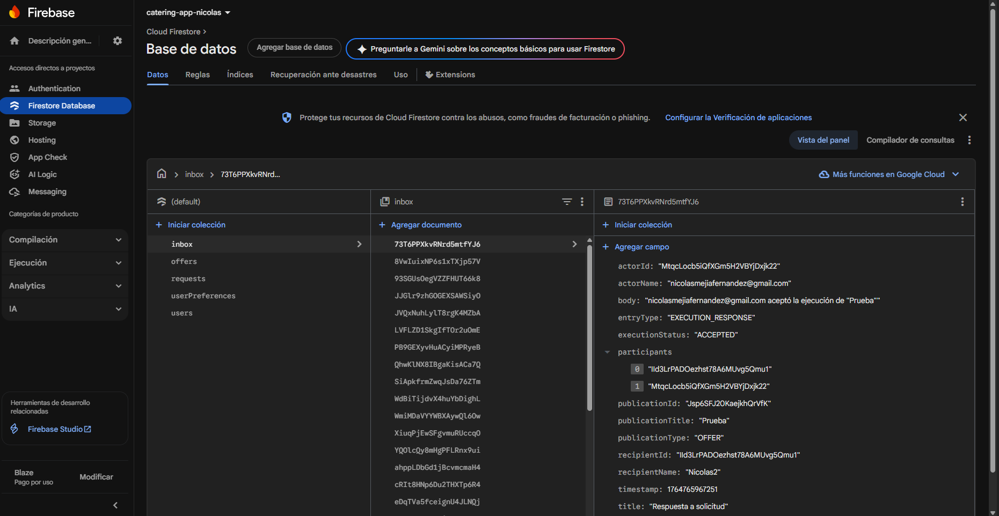 Firebase
Descripción gen...
Accesos directos a proyectos
Authentication
Firestore Database
Storage
Hosting
App Check
AI Logic
Messaging
Categorías de producto
Compilación
Ejecución
Analytics
IA
Herramientas de desarrollo
relacionadas
Firebase Studio
Blaze
Pago por uso
Modificar
catering-app-nicolas
Cloud Firestore
Base de datos
Agregar base de datos
Preguntarle a Gemini sobre los conceptos básicos para usar Firestore
Datos Reglas Índices Recuperación ante desastres Uso Extensions
Protege tus recursos de Cloud Firestore contra los abusos, como fraudes de facturación o phishing. Configurar la Verificación de aplicaciones
Vista del panel Compilador de consultas
inbox 73T6PPXkvRNrd...
Más funciones en Google Cloud
(default)
+ Iniciar colección
inbox
offers
requests
userPreferences
users
inbox
+ Agregar documento
73T6PPXkvRNrd5mtfYJ6
8VwIuixNP6s1xTXjp57V
93SGUsOegVZZFHUT66k8
JJGlr9zhGOGEXSAWSiyO
JVQxNuhLylT8rgK4MZbA
LVFLZD1SkgIfTOr2uOmE
PB9GEXyvHuACyiMPRyeB
QhwKlNX8IBgaKisACa7Q
SiApkfrmZwqJsDa76ZTm
WdBiTijdvX4huYbDighL
WmiMDaVYYWBXAywQl6Ow
XiuqPjEwSFgvmuRUccqO
YQOlcQy8mHgPFLRnx9ui
ahppLDbGd1jBcvmcmaH4
cRIt8HNp6Du2THXTp6R4
eDqTVa5fceignU4JLNQj
73T6PPXkvRNrd5mtfYJ6
+ Iniciar colección
+ Agregar campo
actorId: "MtqcLocb5iQfXGm5H2VBYjDxjk22"
actorName: "nicolasmejiafernandez@gmail.com"
body: "nicolasmejiafernandez@gmail.com aceptó la ejecución de "Prueba""
entryType: "EXECUTION_RESPONSE"
executionStatus: "ACCEPTED"
participants
0 "IId3LrPADOezhst78A6MUvg5Qmu1"
1 "MtqcLocb5iQfXGm5H2VBYjDxjk22"
publicationId: "Jsp6SFJ20KaejkhQrVfK"
publicationTitle: "Prueba"
publicationType: "OFFER"
recipientId: "IId3LrPADOezhst78A6MUvg5Qmu1"
recipientName: "Nicolas2"
timestamp: 1764765967251
title: "Respuesta a solicitud"